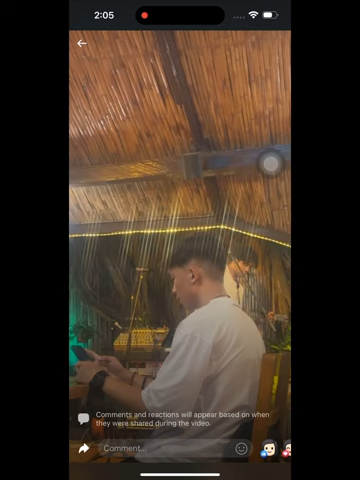 2:05
Comments and reactions will appear based on when
they were shared during the video.
Comment...